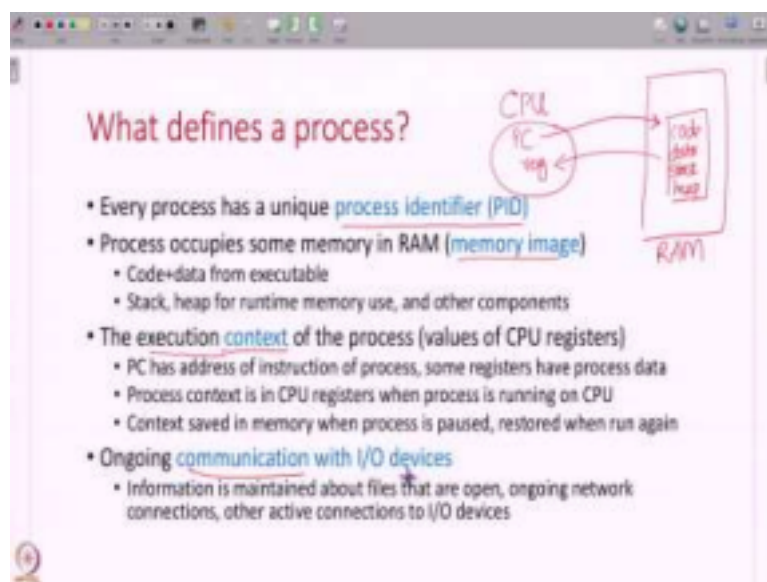 What defines a process?
• Every process has a unique process identifier (PID)
• Process occupies some memory in RAM (memory image)
• Code+data from executable
• Stack, heap for runtime memory use, and other components
• The execution context of the process (values of CPU registers)
• PC has address of instruction of process, some registers have process data
• Process context is in CPU registers when process is running on CPU
• Context saved in memory when process is paused, restored when run again
• Ongoing communication with I/O devices
• Information is maintained about files that are open, ongoing network
connections, other active connections to I/O devices
CPU
PC
reg
code
data
stack
heap
RAM